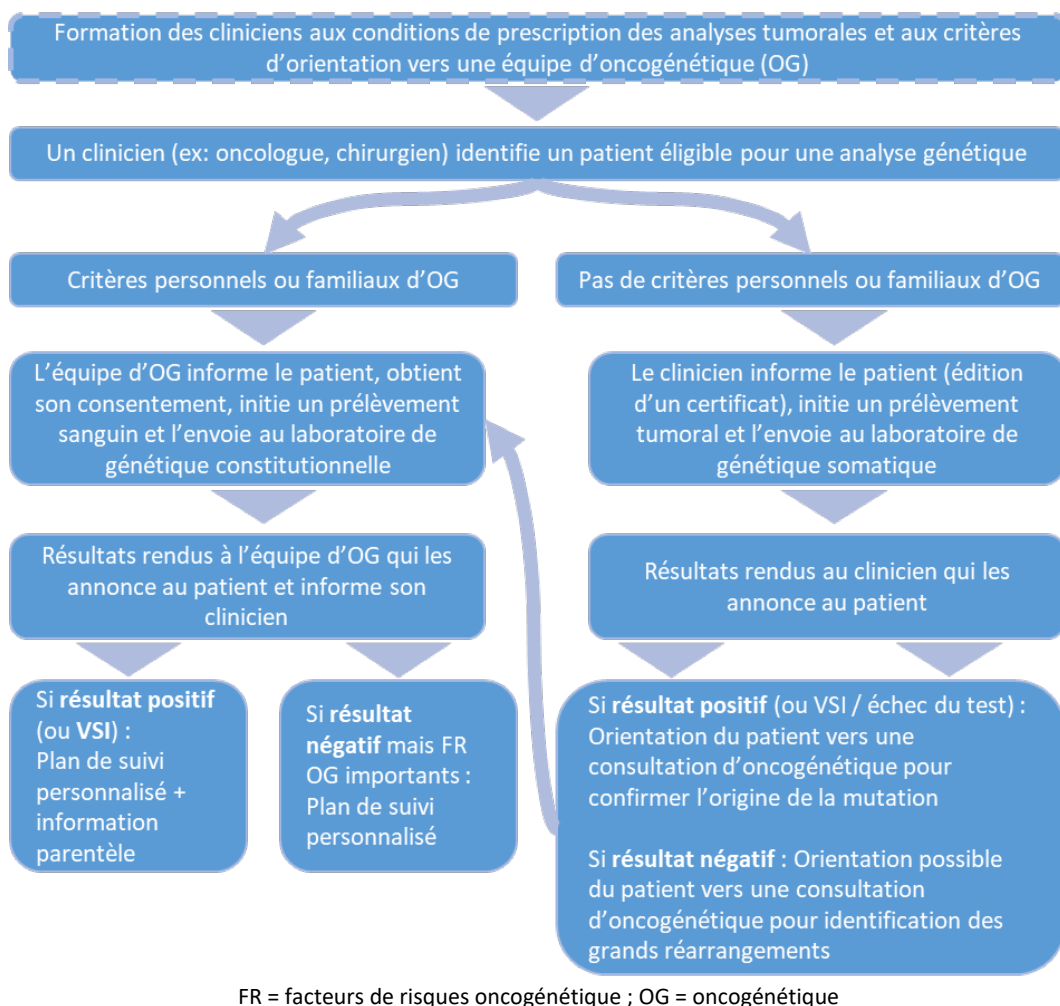 Formation des cliniciens aux conditions de prescription des analyses tumorales et aux critères
d'orientation vers une équipe d'oncogénétique (OG)
Un clinicien (ex: oncologue, chirurgien) identifie un patient éligible pour une analyse génétique
Critères personnels ou familiaux d'OG
Pas de critères personnels ou familiaux d'OG
L'équipe d'OG informe le patient, obtient
son consentement, initie un prélèvement
sanguin et l'envoie au laboratoire de
génétique constitutionnelle
Le clinicien informe le patient (édition
d'un certificat), initie un prélèvement
tumoral et l'envoie au laboratoire de
génétique somatique
Résultats rendus à l'équipe d'OG qui les
annonce au patient et informe son
clinicien
Résultats rendus au clinicien qui les
annonce au patient
Si résultat positif
(ou VSI) :
Plan de suivi
personnalisé +
information
parentèle
Si résultat
négatif mais FR
OG importants :
Plan de suivi
personnalisé
Si résultat positif (ou VSI / échec du test) :
Orientation du patient vers une
consultation d'oncogénétique pour
confirmer l'origine de la mutation
Si résultat négatif : Orientation possible
du patient vers une consultation
d'oncogénétique pour identification des
grands réarrangements
FR = facteurs de risques oncogénétique ; OG = oncogénétique